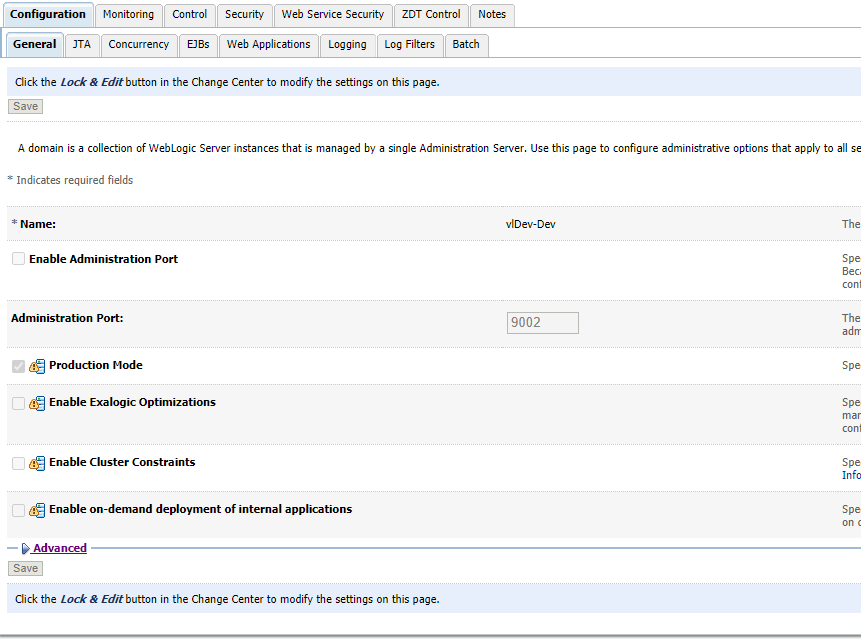 Configuration Monitoring Control Security Web Service Security ZDT Control Notes
General JTA Concurrency EJBs Web Applications Logging Log Filters Batch
Click the Lock & Edit button in the Change Center to modify the settings on this page.
Save
A domain is a collection of WebLogic Server instances that is managed by a single Administration Server. Use this page to configure administrative options that apply to all se
* Indicates required fields
* Name: vlDev-Dev The
Enable Administration Port Spe
Beca
conf
Administration Port: 9002 The
adm
Production Mode Spe
Enable Exalogic Optimizations Spe
man
conf
Enable Cluster Constraints Spe
Info
Enable on-demand deployment of internal applications Spe
on d
Advanced
Save
Click the Lock & Edit button in the Change Center to modify the settings on this page.